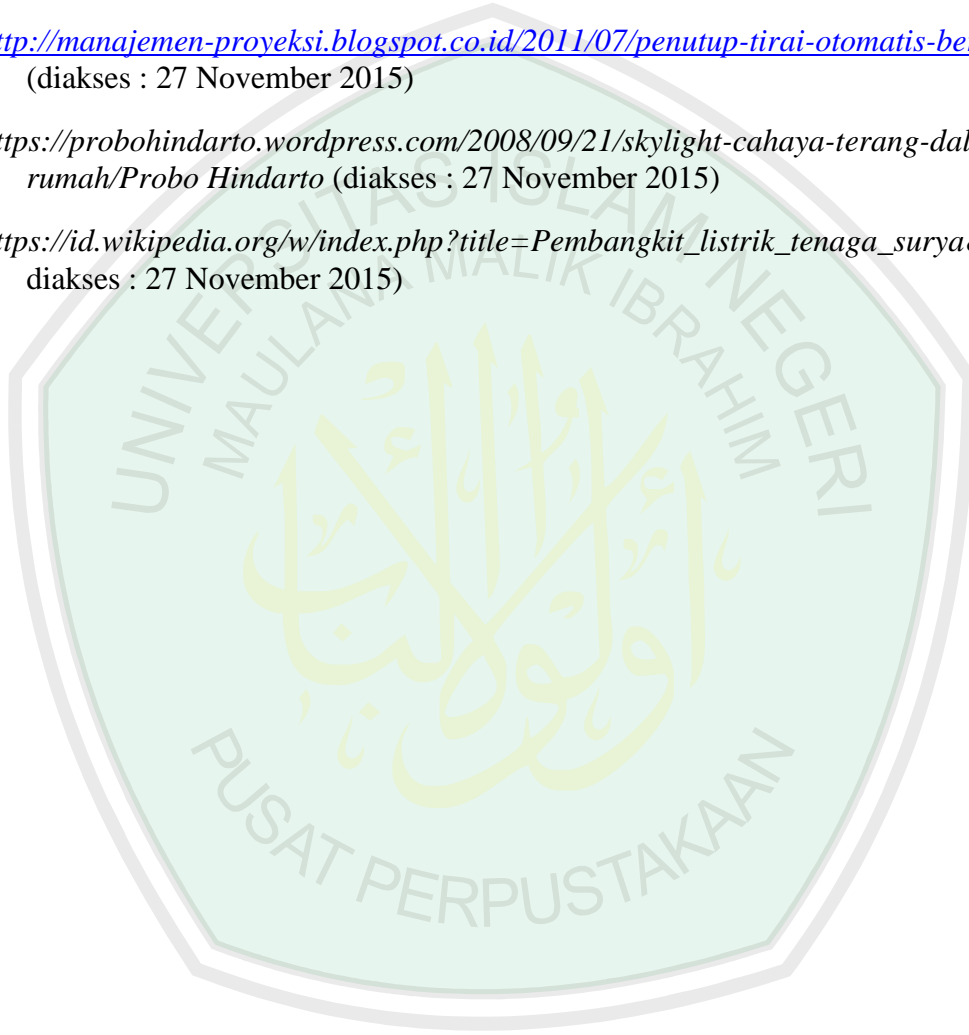 ttp://manajemen-proyeksi.blogspot.co.id/2011/07/penutup-tirai-otomatis-be
(diakses : 27 November 2015)
ttps://probohindarto.wordpress.com/2008/09/21/skylight-cahaya-terang-dal
rumah/Probo Hindarto (diakses : 27 November 2015)
ttps://id.wikipedia.org/w/index.php?title=Pembangkit_listrik_tenaga_surya
diakses : 27 November 2015)
UNIVERSITAS ISLAM NEGERI
MAULANA MALIK IBRAHIM
أولو الألباب
PUSAT PERPUSTAKAAN